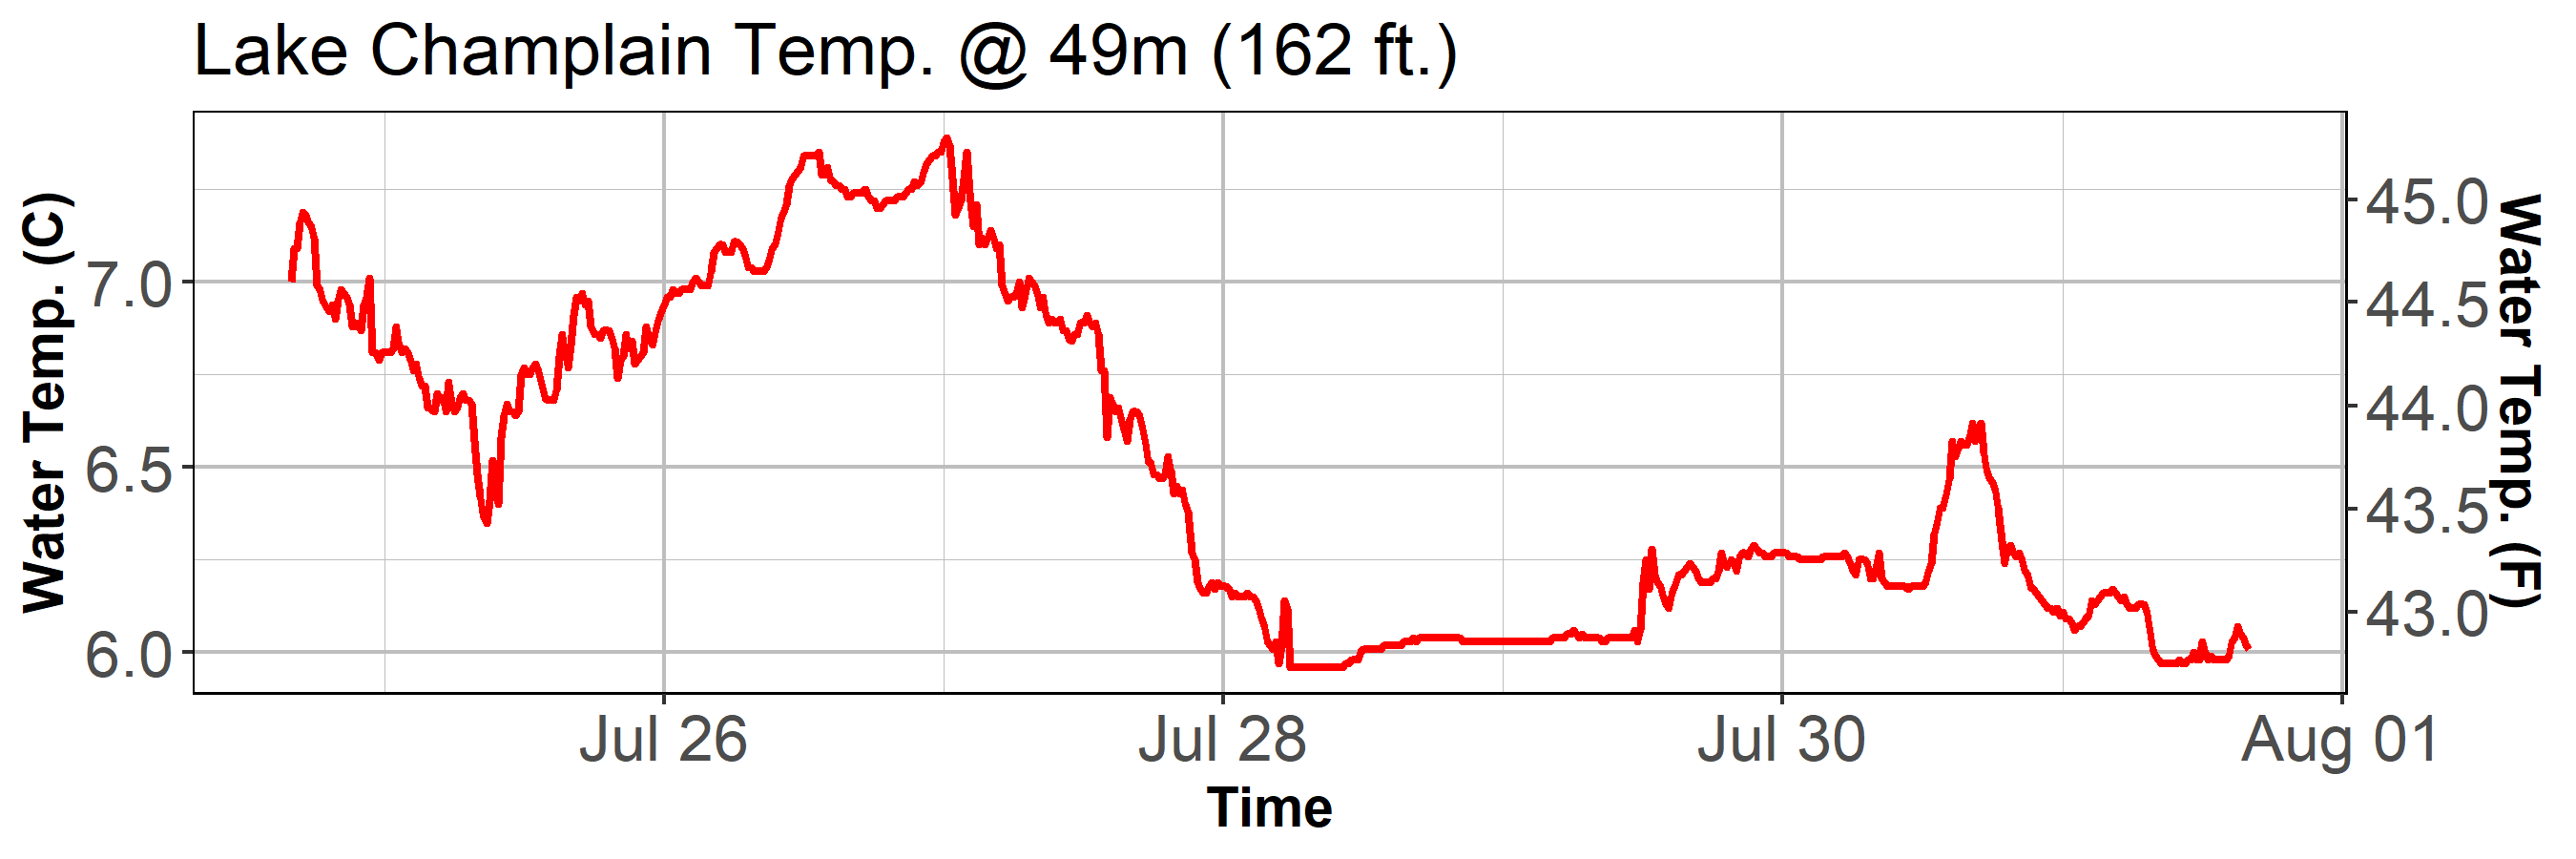 Lake Champlain Temp. @ 49m (162 ft.)
Water Temp. (C)
7.0
6.5
6.0
45.0
44.5
44.0
43.5
43.0
Water Temp. (F)
Jul 26 Jul 28 Jul 30 Aug 01
Time